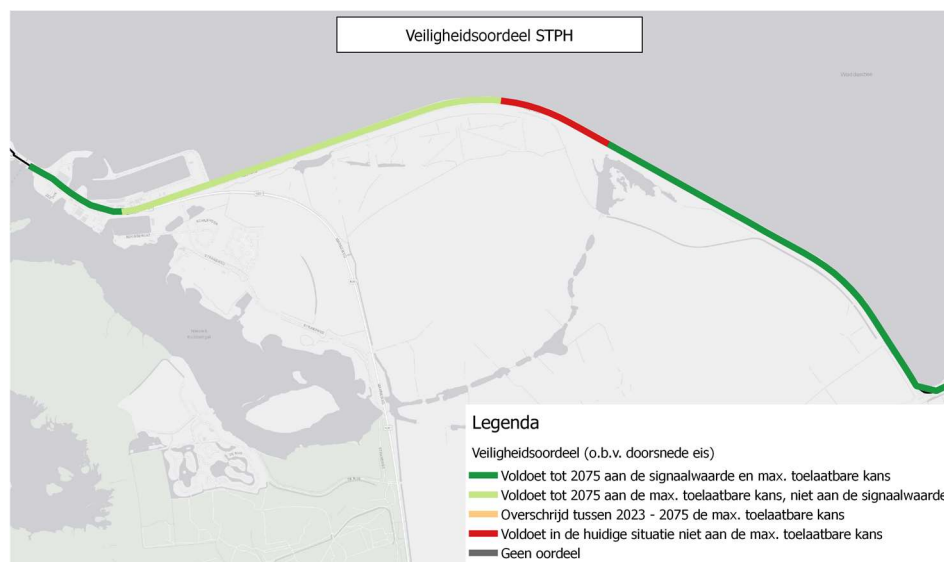 Veiligheidsoordeel STPH
Legenda
Veiligheidsoordeel (o.b.v. doorsnede eis)
Voldoet tot 2075 aan de signaalwaarde en max. toelaatbare kans
Voldoet tot 2075 aan de max. toelaatbare kans, niet aan de signaalwaarde
Overschrijd tussen 2023 - 2075 de max. toelaatbare kans
Voldoet in de huidige situatie niet aan de max. toelaatbare kans
Geen oordeel